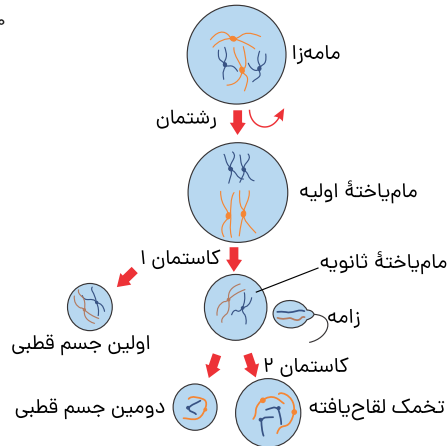 مامه‌زا
رشتمان
مام‌یاختهٔ اولیه
کاستمان ۱
مام‌یاختهٔ ثانویه
زامه
اولین جسم قطبی
کاستمان ۲
تخمک لقاح‌یافته
دومین جسم قطبی